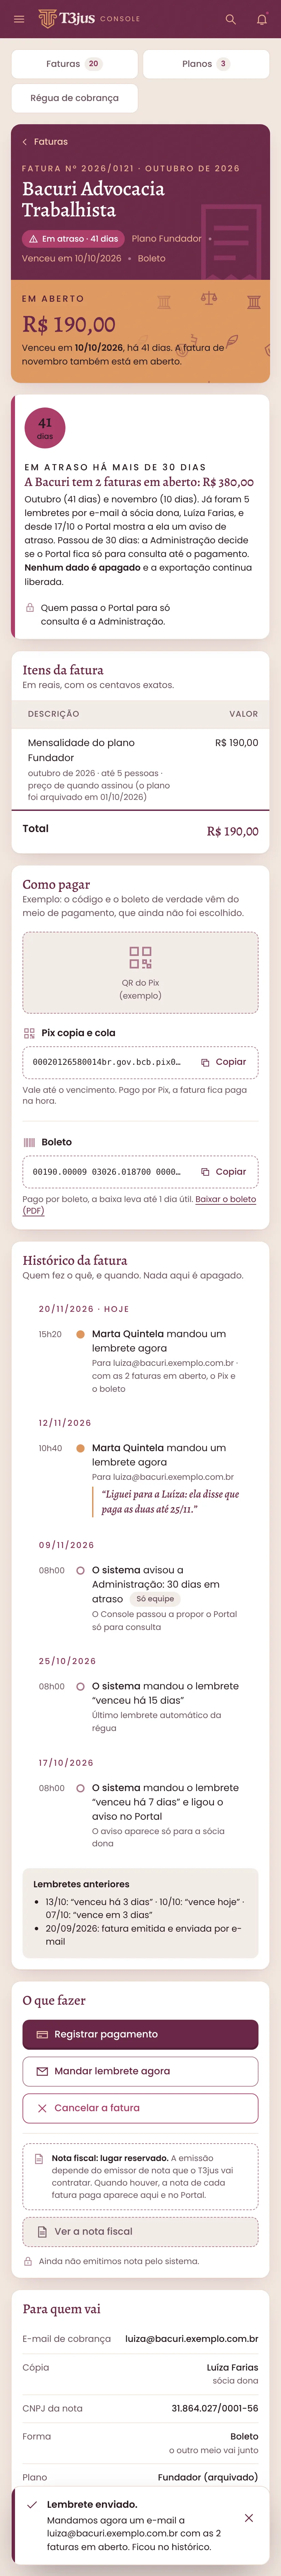 T3jus CONSOLE
Faturas 20
Planos 3
Régua de cobrança
Faturas
FATURA Nº 2026/0121 · OUTUBRO DE 2026
Bacuri Advocacia
Trabalhista
Em atraso · 41 dias
Plano Fundador
Venceu em 10/10/2026 • Boleto
EM ABERTO
R$ 190,00
Venceu em 10/10/2026, há 41 dias. A fatura de
novembro também está em aberto.
41
dias
EM ATRASO HÁ MAIS DE 30 DIAS
A Bacuri tem 2 faturas em aberto: R$ 380,00
Outubro (41 dias) e novembro (10 dias). Já foram 5
lembretes por e-mail à sócia dona, Luíza Farias, e
desde 17/10 o Portal mostra a ela um aviso de
atraso. Passou de 30 dias: a Administração decide
se o Portal fica só para consulta até o pagamento.
Nenhum dado é apagado e a exportação continua
liberada.
Quem passa o Portal para só
consulta é a Administração.
Itens da fatura
Em reais, com os centavos exatos.
DESCRIÇÃO VALOR
Mensalidade do plano R$ 190,00
Fundador
outubro de 2026 · até 5 pessoas ·
preço de quando assinou (o plano
foi arquivado em 01/10/2026)
Total R$ 190,00
Como pagar
Exemplo: o código e o boleto de verdade vêm do
meio de pagamento, que ainda não foi escolhido.
QR do Pix
(exemplo)
Pix copia e cola
00020126580014br.gov.bcb.pix0… Copiar
Vale até o vencimento. Pago por Pix, a fatura fica paga
na hora.
Boleto
00190.00009 03026.018700 0000… Copiar
Pago por boleto, a baixa leva até 1 dia útil. Baixar o boleto
(PDF)
Histórico da fatura
Quem fez o quê, e quando. Nada aqui é apagado.
20/11/2026 · HOJE
15h20 Marta Quintela mandou um
lembrete agora
Para luiza@bacuri.exemplo.com.br ·
com as 2 faturas em aberto, o Pix e
o boleto
12/11/2026
10h40 Marta Quintela mandou um
lembrete agora
Para luiza@bacuri.exemplo.com.br
“Liguei para a Luíza: ela disse que
paga as duas até 25/11.”
09/11/2026
08h00 O sistema avisou a
Administração: 30 dias em
atraso Só equipe
O Console passou a propor o Portal
só para consulta
25/10/2026
08h00 O sistema mandou o lembrete
“venceu há 15 dias”
Último lembrete automático da
régua
17/10/2026
08h00 O sistema mandou o lembrete
“venceu há 7 dias” e ligou o
aviso no Portal
O aviso aparece só para a sócia
dona
Lembretes anteriores
• 13/10: “venceu há 3 dias” · 10/10: “vence hoje” ·
07/10: “vence em 3 dias”
• 20/09/2026: fatura emitida e enviada por e-
mail
O que fazer
Registrar pagamento
Mandar lembrete agora
Cancelar a fatura
Nota fiscal: lugar reservado. A emissão
depende do emissor de nota que o T3jus vai
contratar. Quando houver, a nota de cada
fatura paga aparece aqui e no Portal.
Ver a nota fiscal
Ainda não emitimos nota pelo sistema.
Para quem vai
E-mail de cobrança luiza@bacuri.exemplo.com.br
Cópia Luíza Farias
sócia dona
CNPJ da nota 31.864.027/0001-56
Forma Boleto
o outro meio vai junto
Plano Fundador (arquivado)
Lembrete enviado.
Mandamos agora um e-mail a
luiza@bacuri.exemplo.com.br com as 2
faturas em aberto. Ficou no histórico.